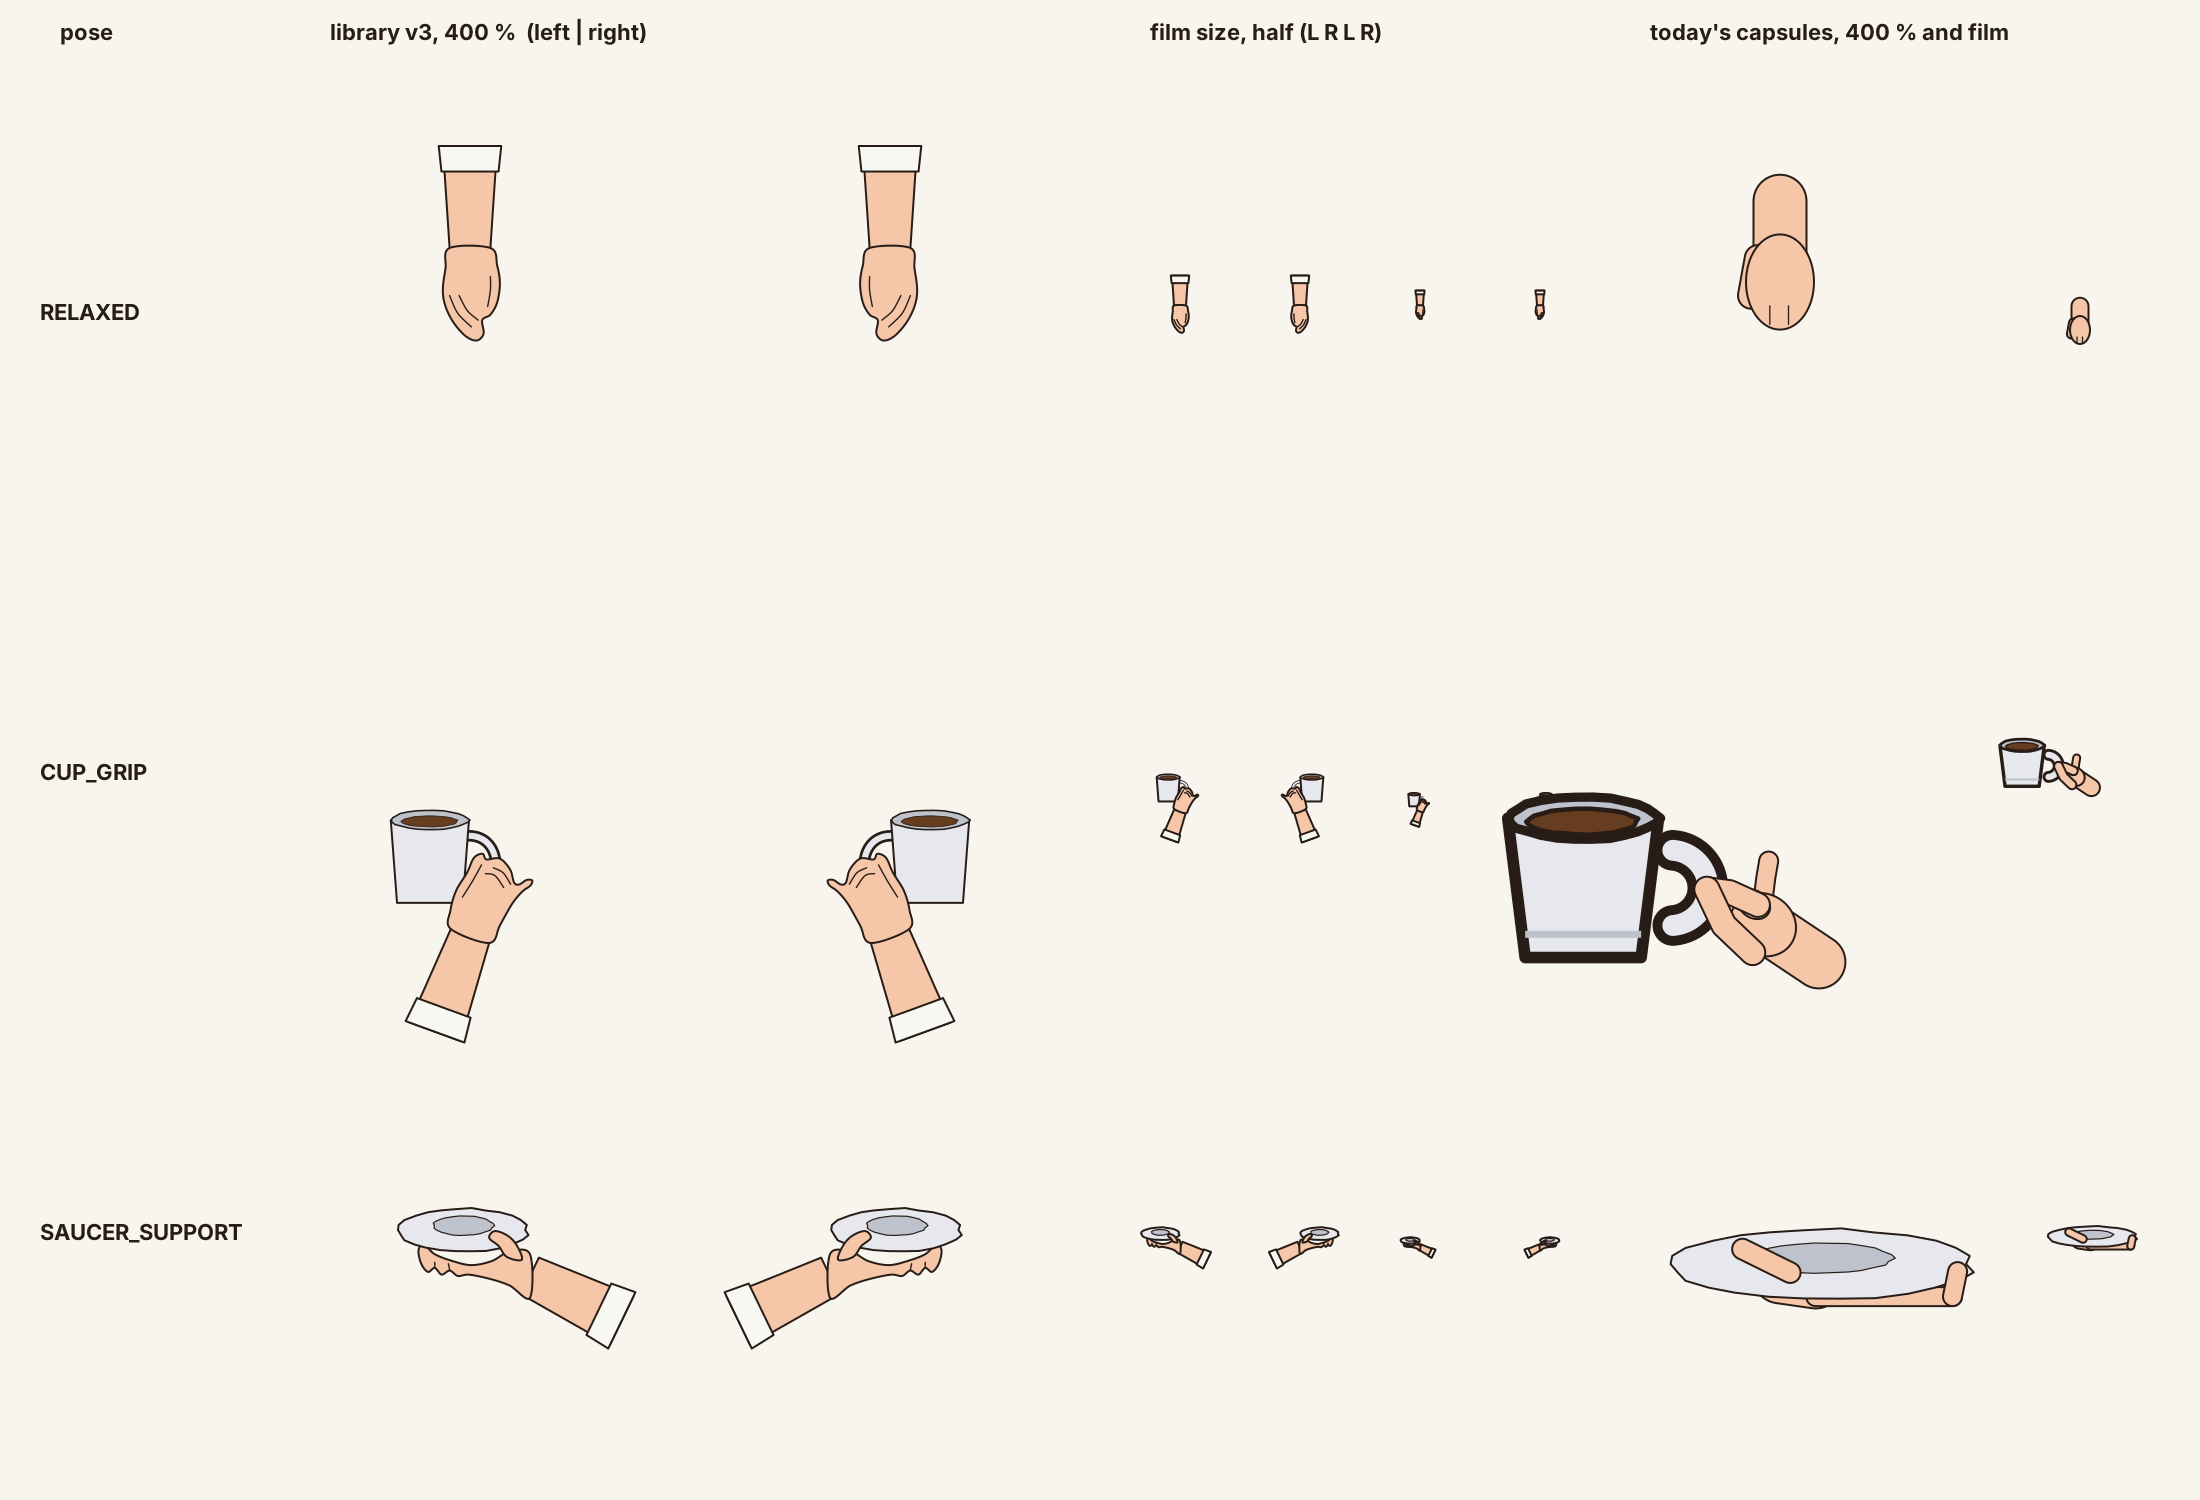 pose
library v3, 400 % (left | right)
film size, half (L R L R)
today's capsules, 400 % and film
RELAXED
CUP_GRIP
SAUCER_SUPPORT